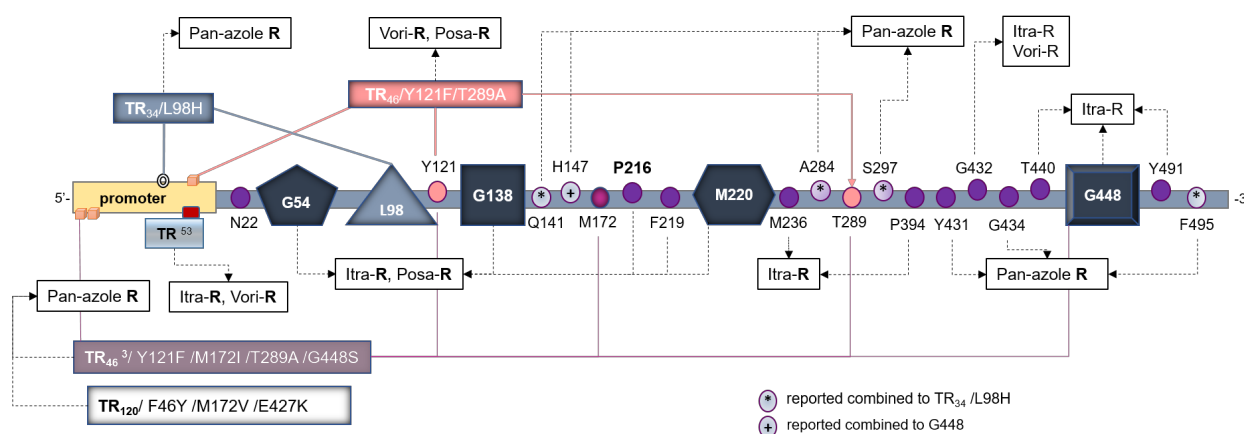 Pan-azole R
Vori-R, Posa-R
Pan-azole R
Itra-R
Vori-R
TR34/L98H
TR46/Y121F/T289A
Itra-R
Y121
H147
P216
A284
S297
G432
T440
Y491
5'-
promoter
N22
G54
L98
G138
Q141
M172
F219
M220
M236
T289
P394
Y431
G434
G448
F495
-3
TR 53
Pan-azole R
Itra-R, Vori-R
Itra-R, Posa-R
Itra-R
Pan-azole R
TR46 3/ Y121F /M172I /T289A /G448S
TR120/ F46Y /M172V /E427K
* reported combined to TR34 /L98H
+ reported combined to G448